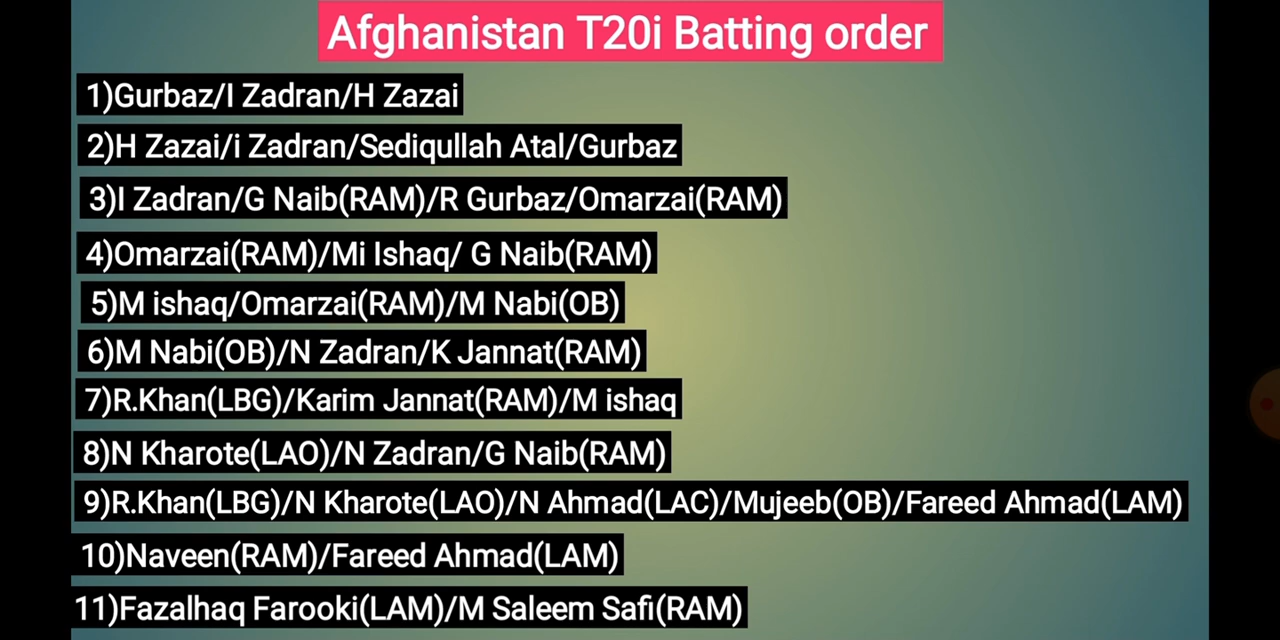 Afghanistan T20i Batting order
1)Gurbaz/I Zadran/H Zazai
2)H Zazai/i Zadran/Sediqullah Atal/Gurbaz
3)I Zadran/G Naib(RAM)/R Gurbaz/Omarzai(RAM)
4)Omarzai(RAM)/Mi Ishaq/ G Naib(RAM)
5)M ishaq/Omarzai(RAM)/M Nabi(OB)
6)M Nabi(OB)/N Zadran/K Jannat(RAM)
7)R.Khan(LBG)/Karim Jannat(RAM)/M ishaq
8)N Kharote(LAO)/N Zadran/G Naib(RAM)
9)R.Khan(LBG)/N Kharote(LAO)/N Ahmad(LAC)/Mujeeb(OB)/Fareed Ahmad(LAM)
10)Naveen(RAM)/Fareed Ahmad(LAM)
11)Fazalhaq Farooki(LAM)/M Saleem Safi(RAM)